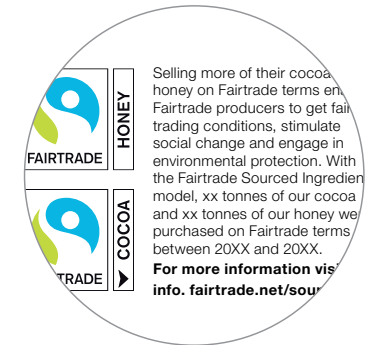 FAIRTRADE
HONEY
TRADE
COCOA
Selling more of their cocoa
honey on Fairtrade terms
Fairtrade producers to get
trading conditions, stimulate
social change and engage in
environmental protection. With
the Fairtrade Sourced
model, xx tonnes of our cocoa
and xx tonnes of our honey
purchased on Fairtrade terms
between 20XX and 20XX.
For more information
info. fairtrade.net/